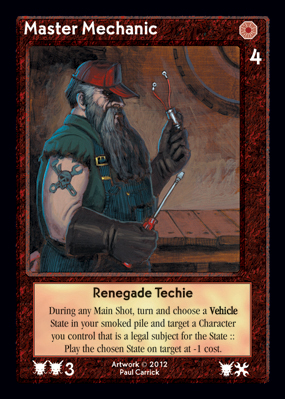 Master Mechanic
4
Renegade Techie
During any Main Shot, turn and choose a Vehicle
State in your smoked pile and target a Character
you control that is a legal subject for the State ::
Play the chosen State on target at -1 cost.
3
Artwork © 2012
Paul Carrick